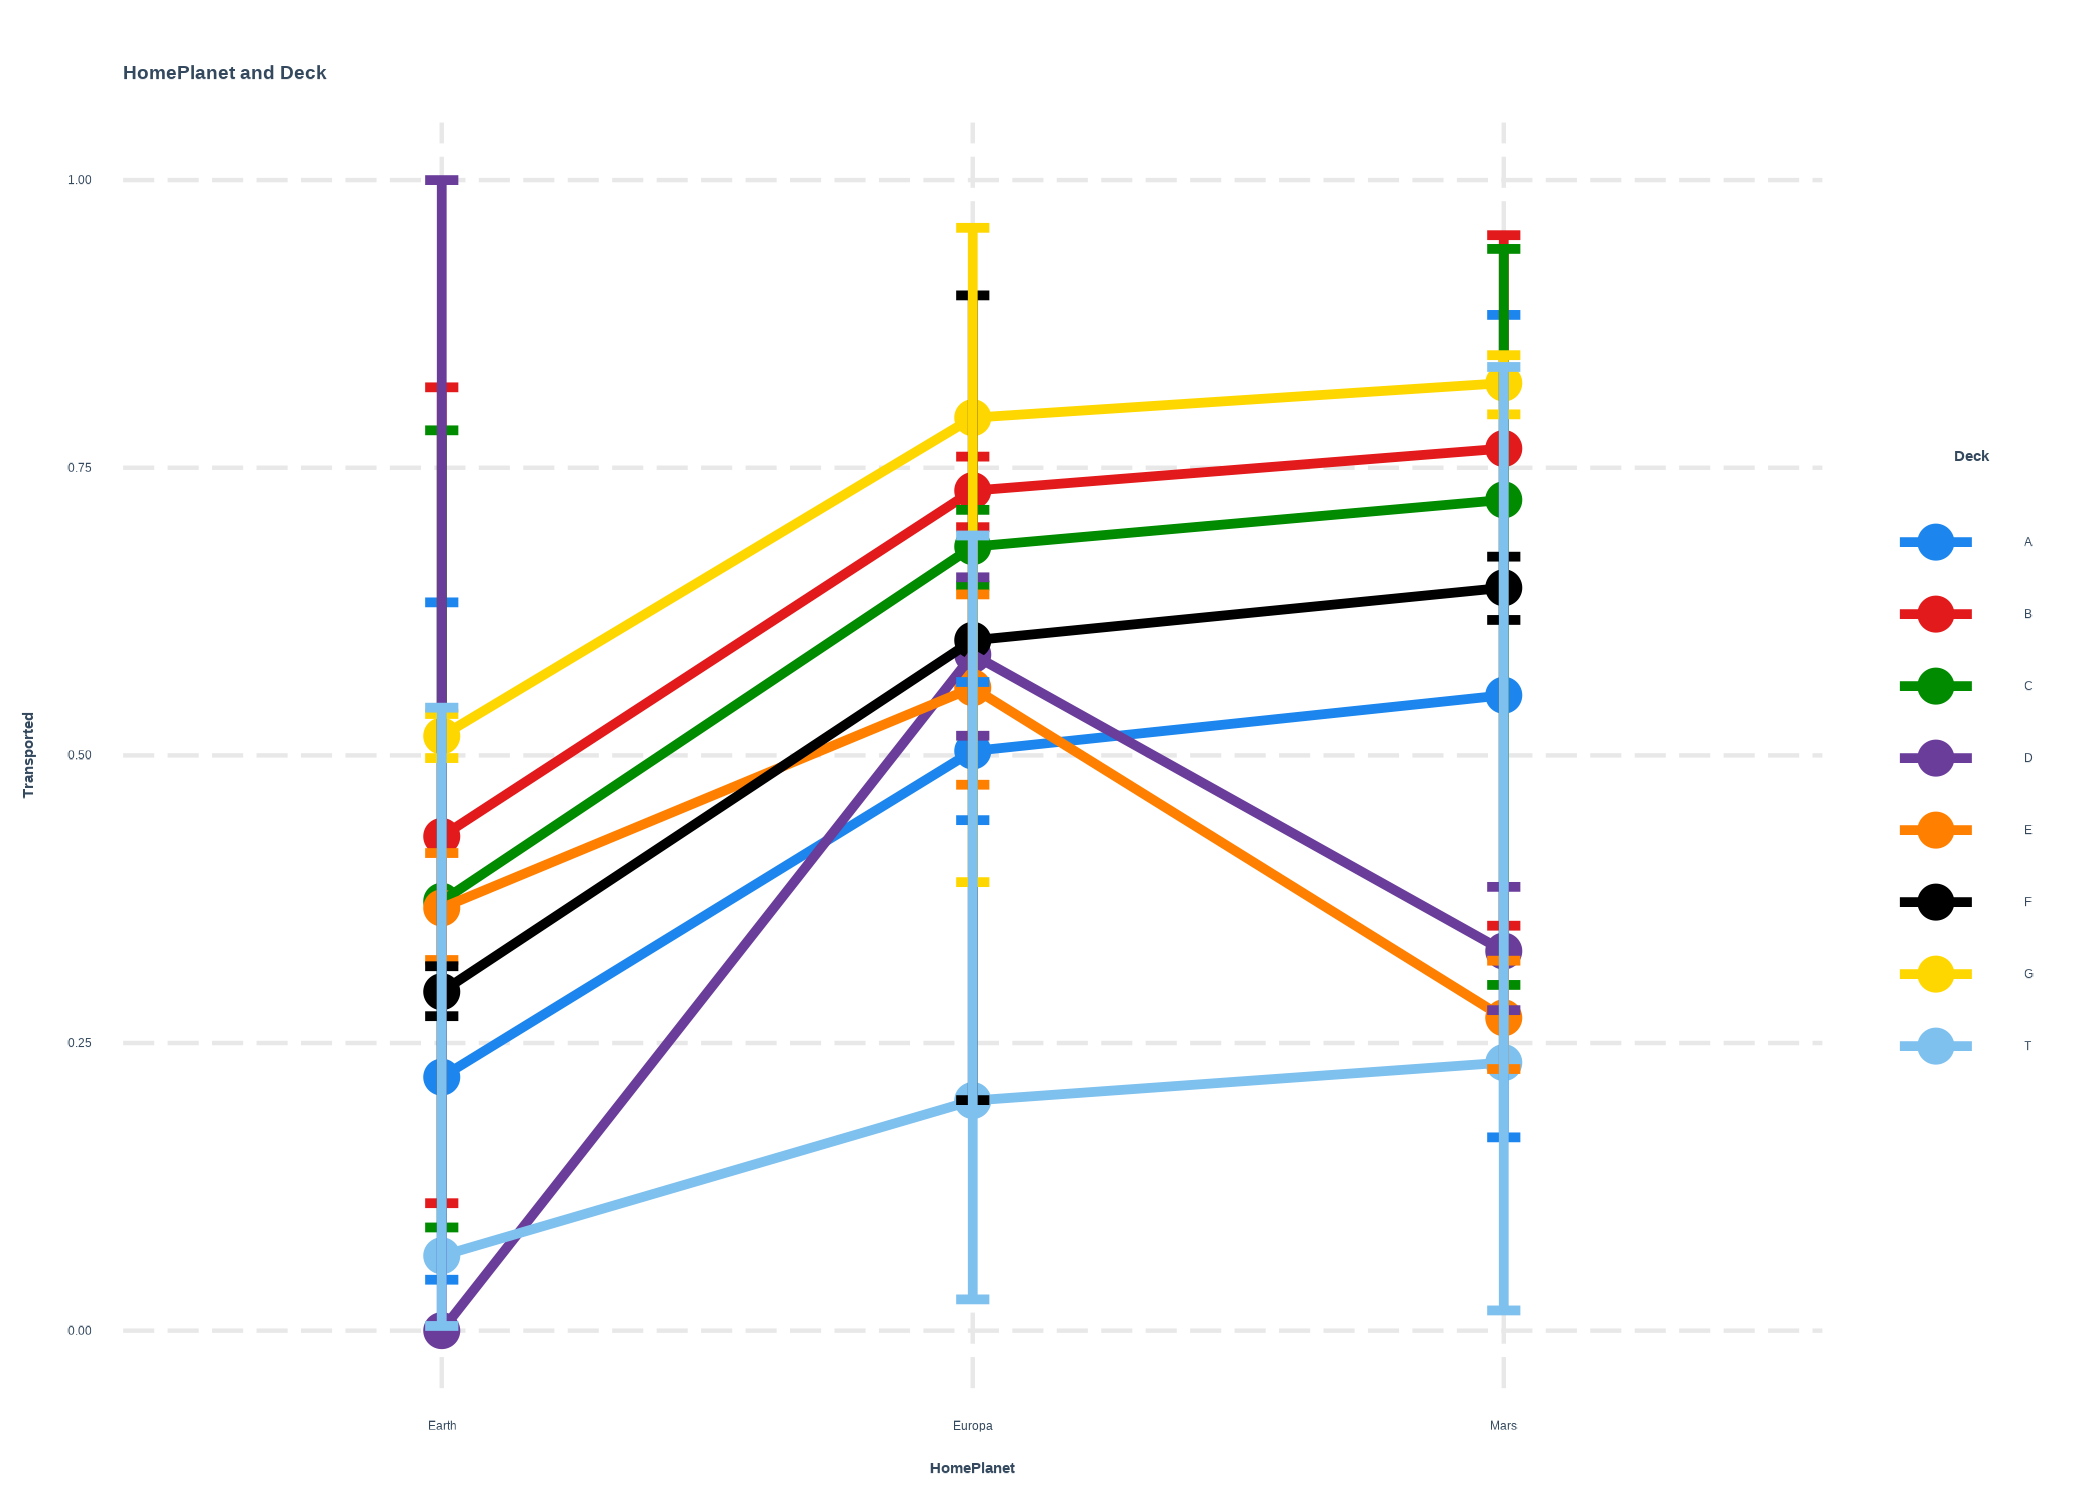 HomePlanet and Deck
1.00
0.75
0.50
0.25
0.00
Transported
Earth
Europa
Mars
HomePlanet
Deck
A
B
C
D
E
F
G
T